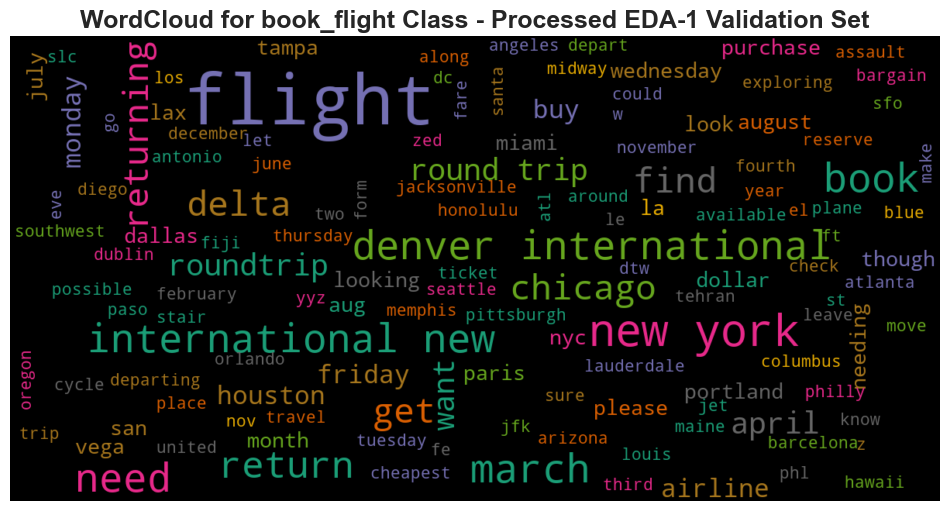 WordCloud for book_flight Class - Processed EDA-1 Validation Set
july
slc
tampa
along
angeles
depart
purchase
assault
monday
returning
los
flight
dc
fare
santa
midway
wednesday
exploring
bargain
go
lax
buy
could
w
sfo
december
let
zed
miami
november
look
august
reserve
antonio
june
round trip
find
fourth
book
make
eve
diego
delta
two
form
jacksonville
honolulu
atl
around
la
year
available
el
plane
blue
southwest
dallas
fiji
thursday
denver international
le
ft
dublin
roundtrip
looking
ticket
dtw
dollar
check
though
possible
february
yyz
aug
seattle
chicago
tehran
atlanta
paso
stair
memphis
pittsburgh
st
leave
move
international new
nyc
new york
needing
oregon
orlando
lauderdale
columbus
cycle
departing
friday
want
paris
portland
philly
place
houston
get
sure
please
jet
trip
san
nov
travel
jfk
arizona
maine
april
know
vega
united
month
tuesday
fe
louis
barcelona
z
need
return
cheapest
march
third
airline
phl
hawaii